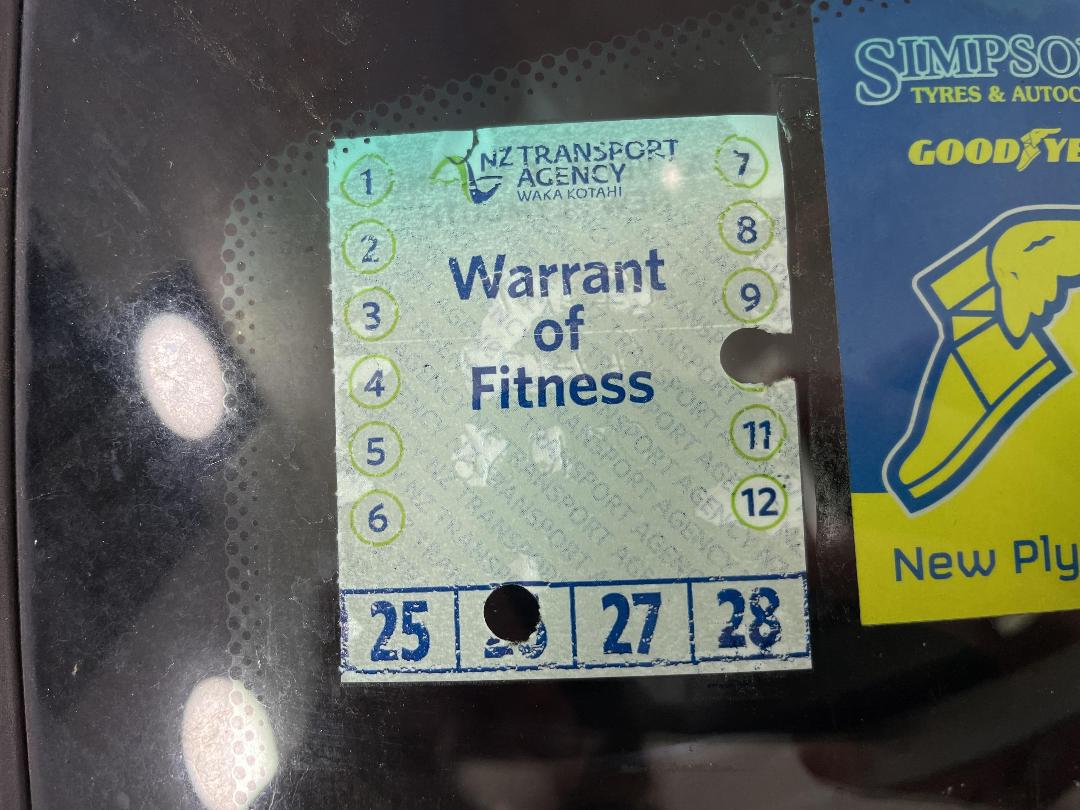 NZ TRANSPORT
AGENCY
WAKA KOTAHI
1
2
3
4
5
6
7
8
9
11
12
Warrant
of
Fitness
25
27
28
SIMPSO
TYRES & AUTOC
GOODYE
New Ply